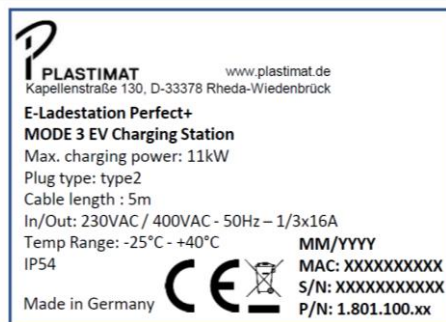 PLASTIMAT
www.plastimat.de
Kapellenstraße 130, D-33378 Rheda-Wiedenbrück
E-Ladestation Perfect+
MODE 3 EV Charging Station
Max. charging power: 11kW
Plug type: type2
Cable length : 5m
In/Out: 230VAC / 400VAC - 50Hz – 1/3x16A
Temp Range: -25°C - +40°C
IP54
Made in Germany
CE
MM/YYYY
MAC: XXXXXXXXXX
S/N: XXXXXXXXXXX
P/N: 1.801.100.xx